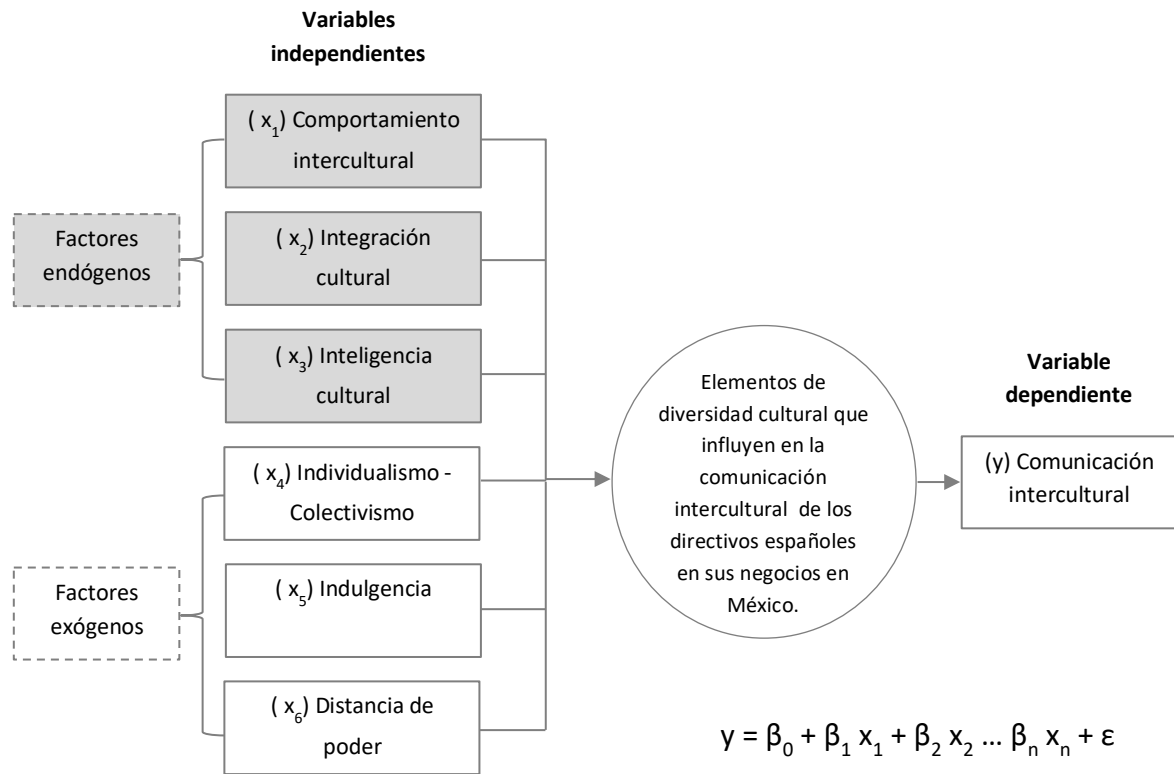 Variables
independientes
( x₁) Comportamiento
intercultural
Factores
endógenos
( x₂) Integración
cultural
( x₃) Inteligencia
cultural
( x₄) Individualismo -
Colectivismo
Factores
exógenos
( x₅) Indulgencia
( x₆) Distancia de
poder
Elementos de
diversidad cultural que
influyen en la
comunicación
intercultural de los
directivos españoles
en sus negocios en
México.
Variable
dependiente
(y) Comunicación
intercultural
y = β₀ + β₁ x₁ + β₂ x₂ ... βₙ xₙ + ε